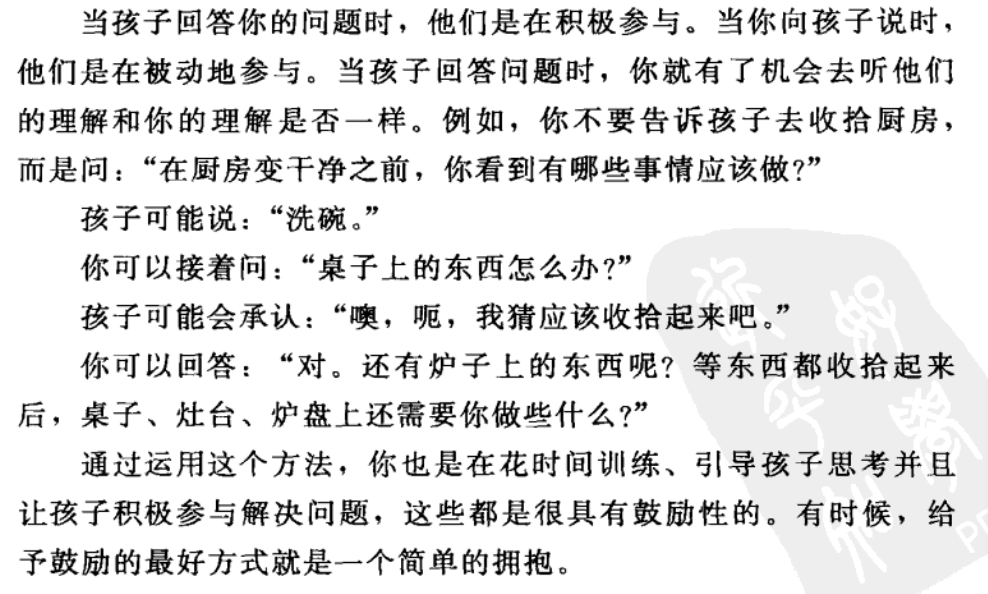 当孩子回答你的问题时，他们是在积极参与。当你向孩子说时，
他们是在被动地参与。当孩子回答问题时，你就有了机会去听他们
的理解和你的理解是否一样。例如，你不要告诉孩子去收拾厨房，
而是问：“在厨房变干净之前，你看到有哪些事情应该做?”
孩子可能说：“洗碗。”
你可以接着问：“桌子上的东西怎么办?”
孩子可能会承认：“噢，呃，我猜应该收拾起来吧。”
你可以回答：“对。还有炉子上的东西呢？等东西都收拾起来
后，桌子、灶台、炉盘上还需要你做些什么?”
通过运用这个方法，你也是在花时间训练、引导孩子思考并且
让孩子积极参与解决问题，这些都是很具有鼓励性的。有时候，给
予鼓励的最好方式就是一个简单的拥抱。